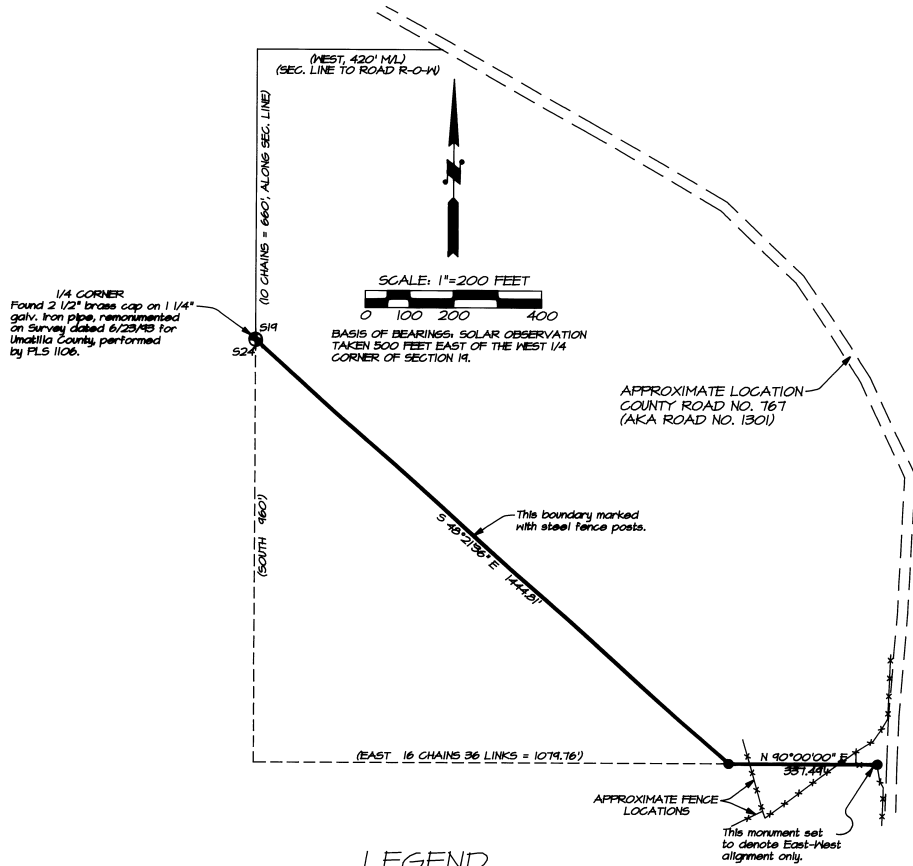 (WEST, 420' M/L)
(SEC. LINE TO ROAD R-O-W)
(10 CHAINS = 660', ALONG SEC. LINE)
N
SCALE: 1"=200 FEET
0 100 200 400
BASIS OF BEARINGS: SOLAR OBSERVATION
TAKEN 500 FEET EAST OF THE WEST 1/4
CORNER OF SECTION 19.
1/4 CORNER
Found 2 1/2" brass cap on 1 1/4"
galv. iron pipe, remonumented
on Survey dated 6/23/93 for
Umatilla County, performed
by PLS 1106.
S19
S24
APPROXIMATE LOCATION
COUNTY ROAD NO. 767
(AKA ROAD NO. 1301)
This boundary marked
with steel fence posts.
S 48°21'36" E 1444.81'
(SOUTH 960')
(EAST 16 CHAINS 36 LINKS = 1079.76')
N 90°00'00" E
337.49'
APPROXIMATE FENCE
LOCATIONS
This monument set
to denote East-West
alignment only.
LEGEND